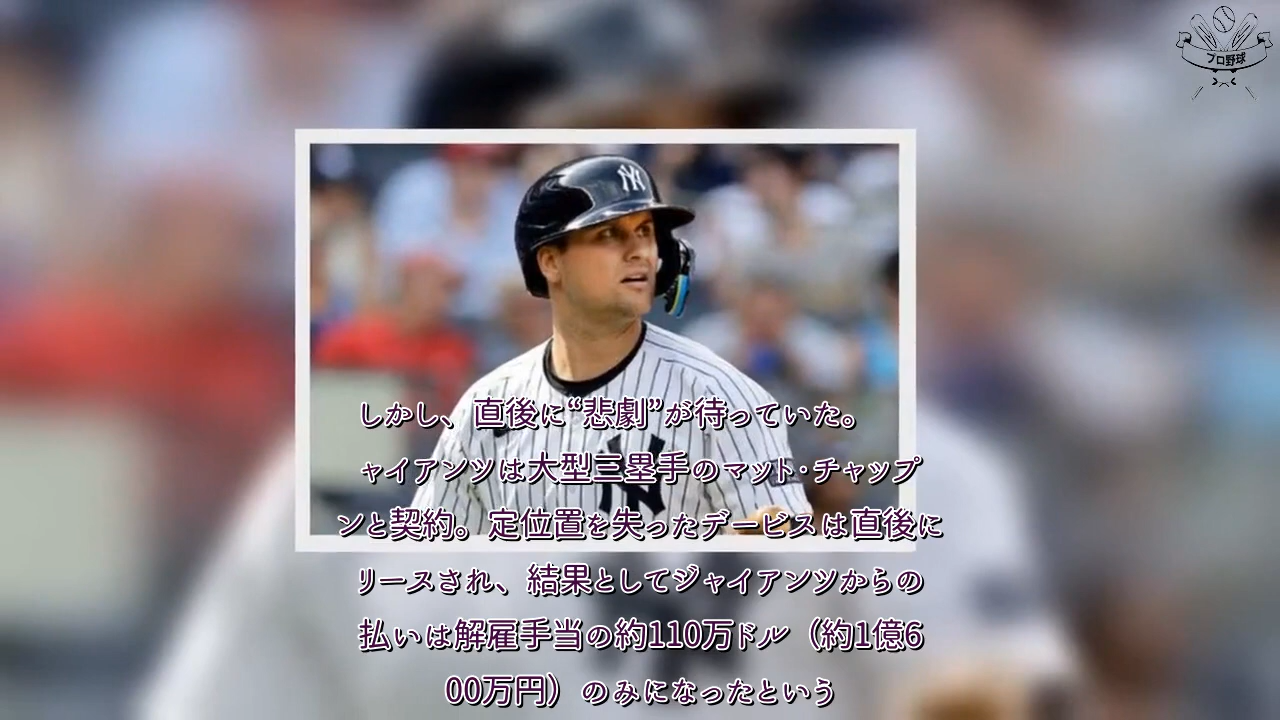 プロ野球
NY
NY
しかし、直後に“悲劇”が待っていた。
ャイアンツは大型三塁手のマット・チャップ
ンと契約。定位置を失ったデービスは直後に
リースされ、結果としてジャイアンツからの
払いは解雇手当の約110万ドル（約1億6
00万円）のみになったという